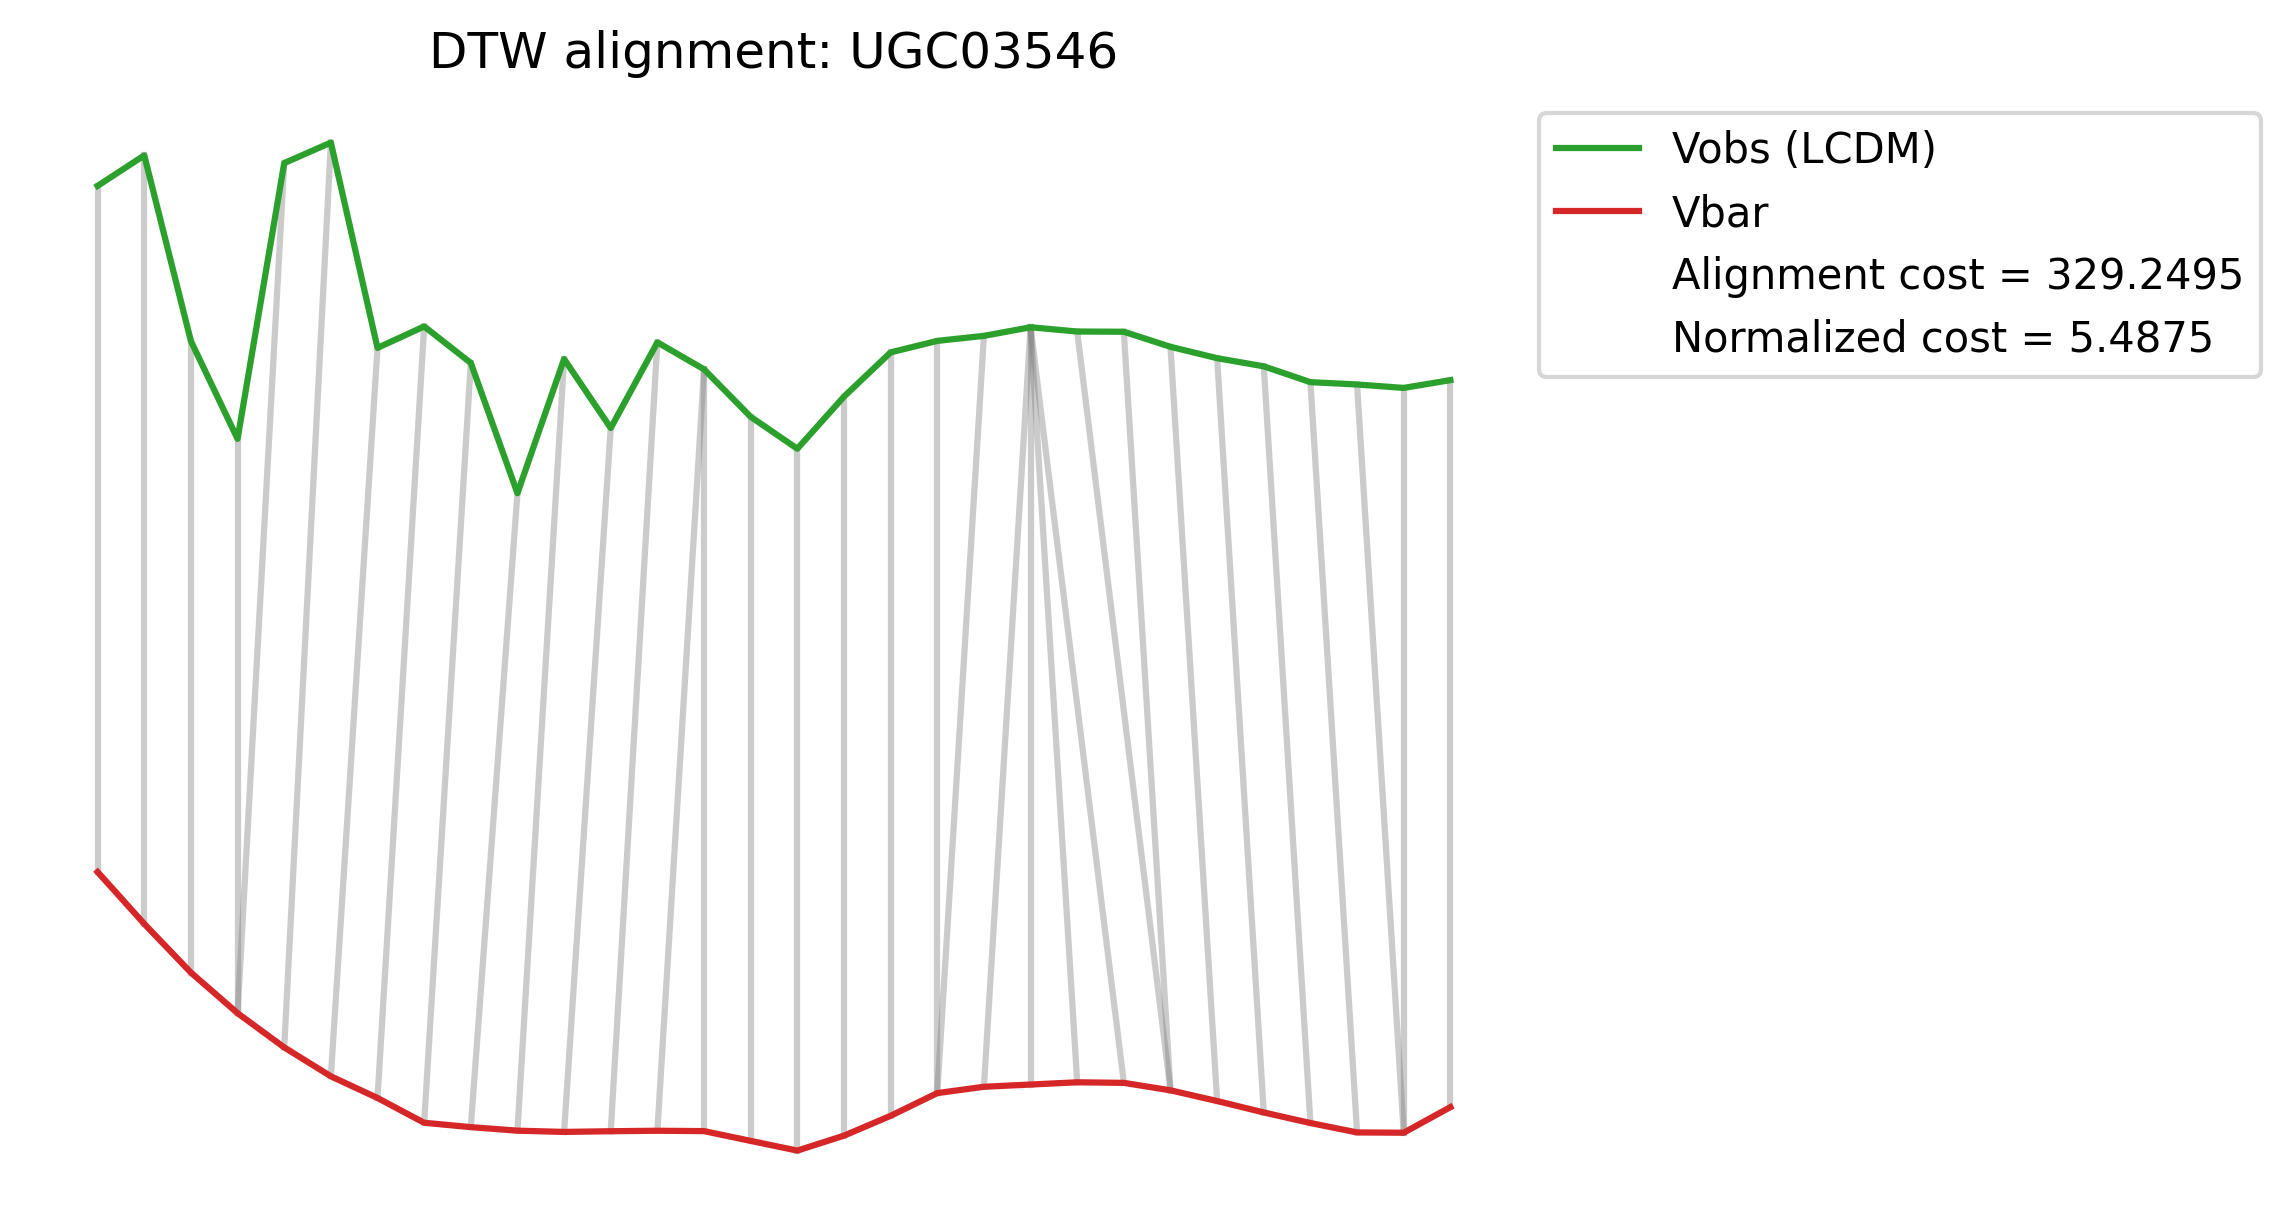 DTW alignment: UGC03546
Vobs (LCDM)
Vbar
Alignment cost = 329.2495
Normalized cost = 5.4875